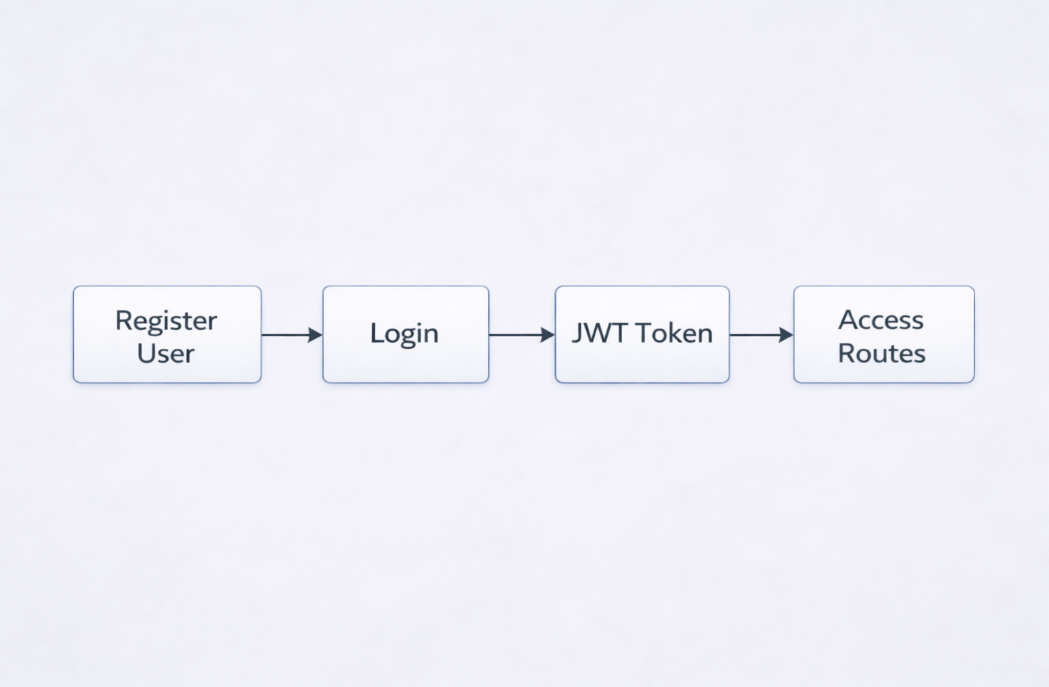 Register
User
Login
JWT Token
Access
Routes